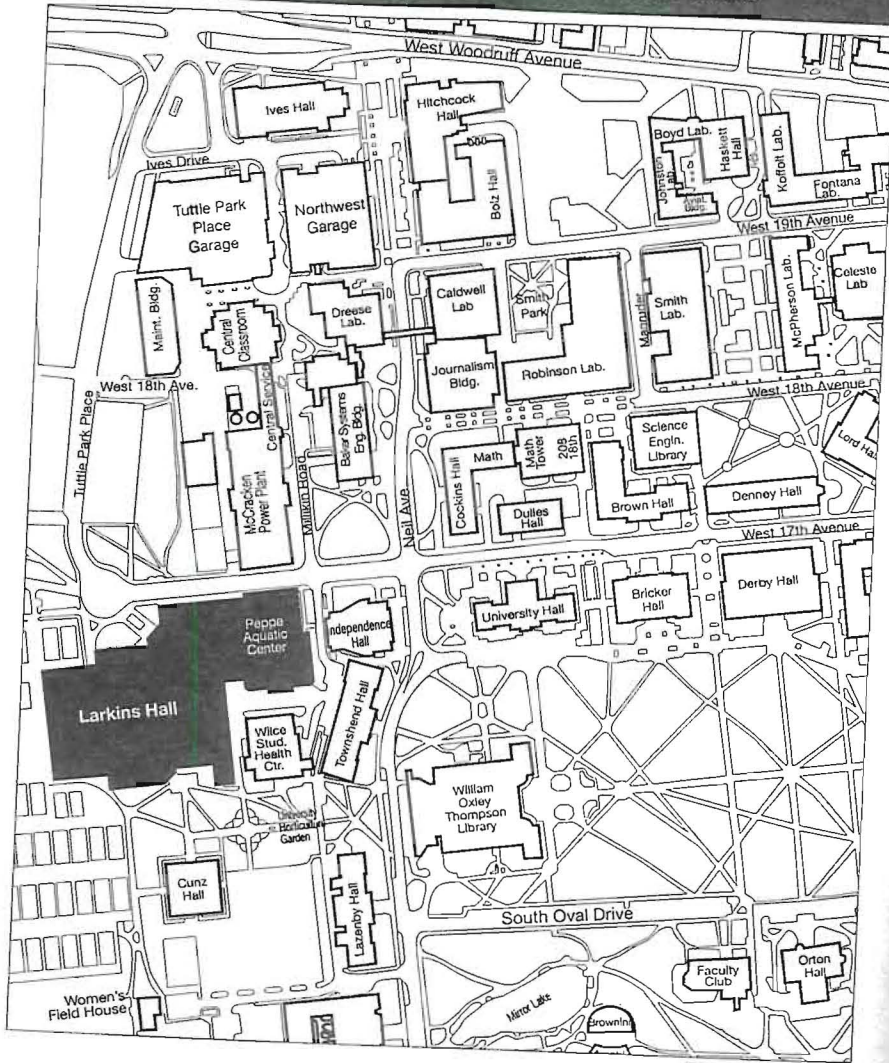 West Woodruff Avenue
Ives Hall
Hitchcock
Hall
Boyd Lab.
Haskett
Hall
Koffolt Lab.
Johnston
Lab.
Aviat.
Bldg.
Fontana
Lab.
Ives Drive
Tuttle Park
Place
Garage
Northwest
Garage
Bolz Hall
West 19th Avenue
Maint. Bldg.
Central
Classroom
Dreese
Lab.
Caldwell
Lab
Smith
Park
Magruder
Smith
Lab.
McPherson Lab.
Celeste
Lab
West 18th Ave.
Central Service
Journalism
Bldg.
Robinson Lab.
West 18th Avenue
Tuttle Park Place
McCracken
Power Plant
Millikin Road
Baker Systems
Eng. Bldg.
Neil Ave.
Cockins Hall
Math
Math
Tower
209
18th
Science
Engin.
Library
Dulles
Hall
Brown Hall
Denney Hall
West 17th Avenue
Peppe
Aquatic
Center
Independence
Hall
University Hall
Bricker
Hall
Derby Hall
Larkins Hall
Wilce
Stud.
Health
Ctr.
Townshend Hall
William
Oxley
Thompson
Library
University
Horticulture
Garden
Cunz
Hall
Lazenby Hall
South Oval Drive
Faculty
Club
Orton
Hall
Women's
Field House
Mirror Lake